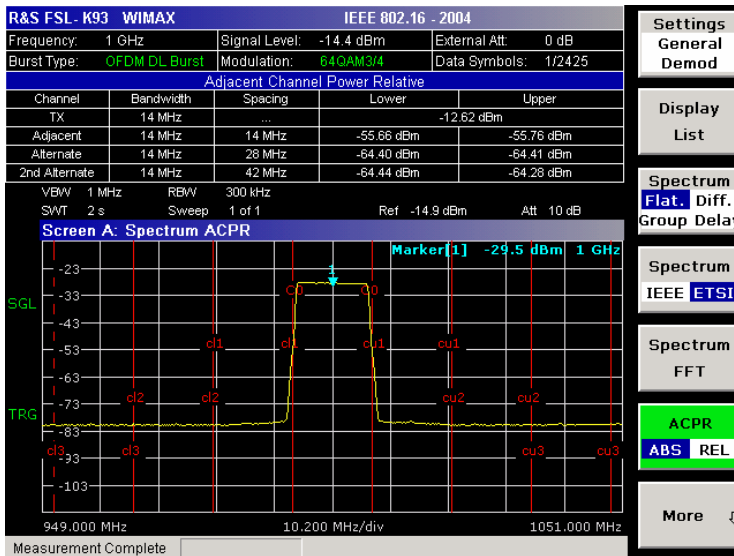 R&S FSL- K93 WIMAX IEEE 802.16 - 2004
Frequency: 1 GHz Signal Level: -14.4 dBm External Att: 0 dB
Burst Type: OFDM DL Burst Modulation: 64QAM3/4 Data Symbols: 1/2425
Adjacent Channel Power Relative
Channel Bandwidth Spacing Lower Upper
TX 14 MHz ... -12.62 dBm
Adjacent 14 MHz 14 MHz -55.66 dBm -55.76 dBm
Alternate 14 MHz 28 MHz -64.40 dBm -64.41 dBm
2nd Alternate 14 MHz 42 MHz -64.44 dBm -64.28 dBm
VBW 1 MHz RBW 300 kHz
SWT 2 s Sweep 1 of 1 Ref -14.9 dBm Att 10 dB
Screen A: Spectrum ACPR
Marker[1] -29.5 dBm 1 GHz
1
-23
C0 C0
-33
SGL
-43
cl1 cl1 cu1 cu1
-53
-63
cl2 cl2 cu2 cu2
-73
TRG
-83
cl3 cl3 cu3 cu3
-93
-103
949.000 MHz 10.200 MHz/div 1051.000 MHz
Measurement Complete
Settings
General
Demod
Display
List
Spectrum
Flat. Diff.
Group Delay
Spectrum
IEEE ETSI
Spectrum
FFT
ACPR
ABS REL
More